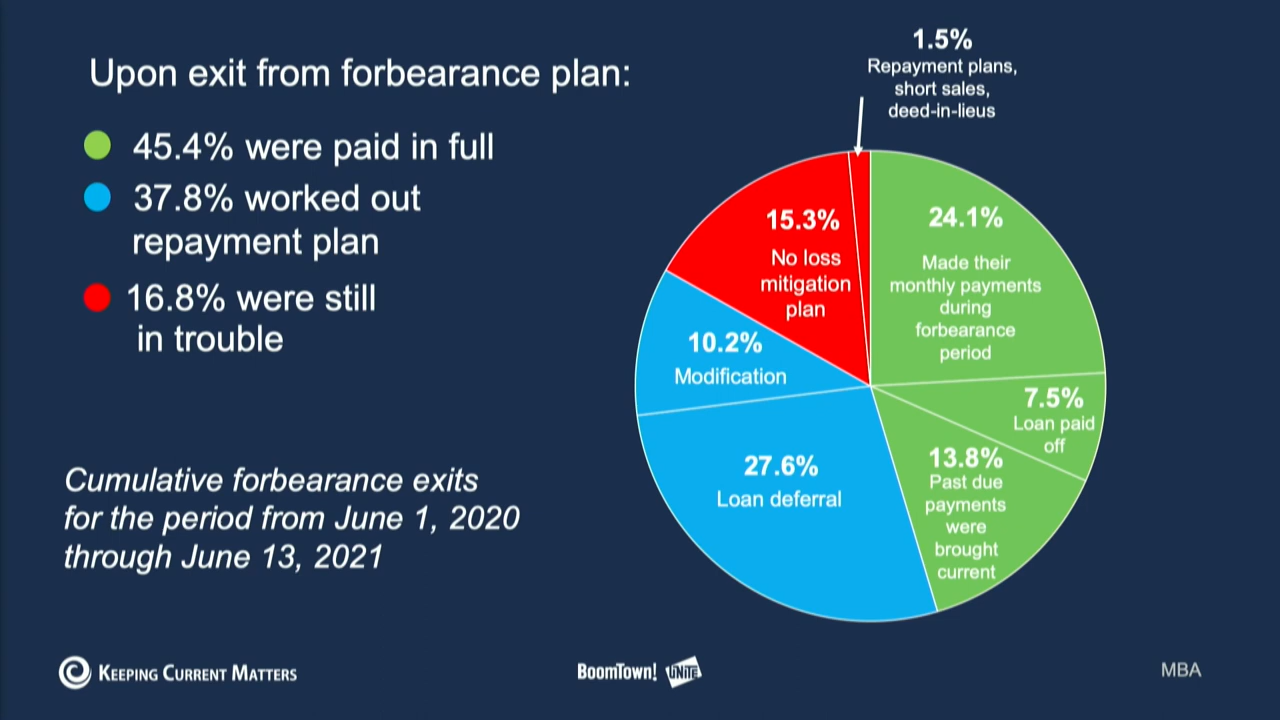 Upon exit from forbearance plan:
45.4% were paid in full
37.8% worked out
repayment plan
16.8% were still
in trouble
Cumulative forbearance exits
for the period from June 1, 2020
through June 13, 2021
1.5%
Repayment plans,
short sales,
deed-in-lieus
24.1%
Made their
monthly payments
during
forbearance
period
7.5%
Loan paid
off
13.8%
Past due
payments
were
brought
current
27.6%
Loan deferral
10.2%
Modification
15.3%
No loss
mitigation
plan
KEEPING CURRENT MATTERS
BoomTown! UNITE
MBA